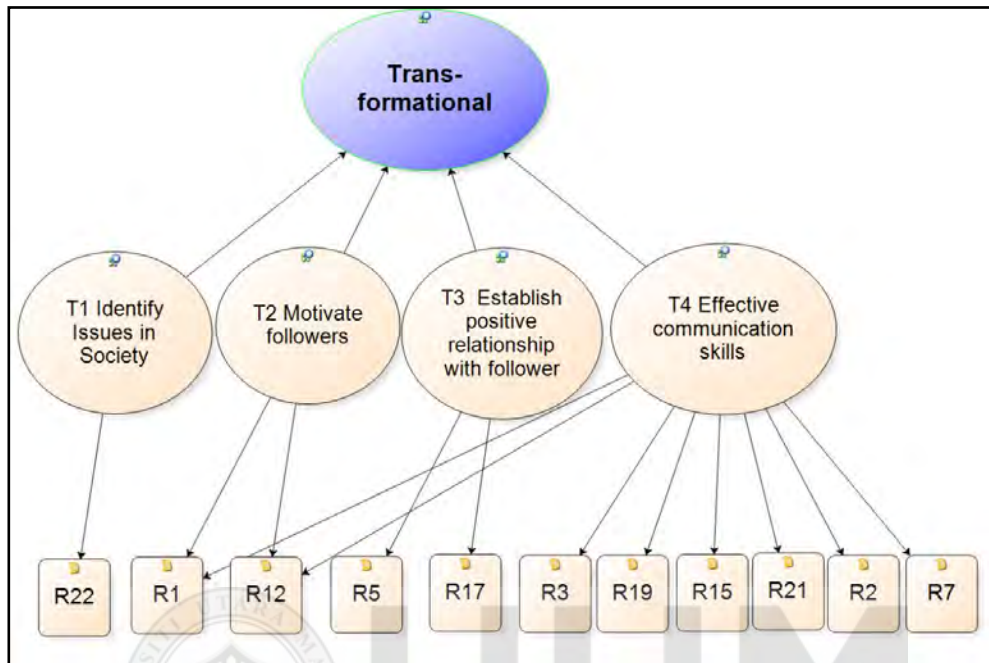 Trans-
formational
T1 Identify
Issues in
Society
T2 Motivate
followers
T3 Establish
positive
relationship
with follower
T4 Effective
communication
skills
R22
R1
R12
R5
R17
R3
R19
R15
R21
R2
R7